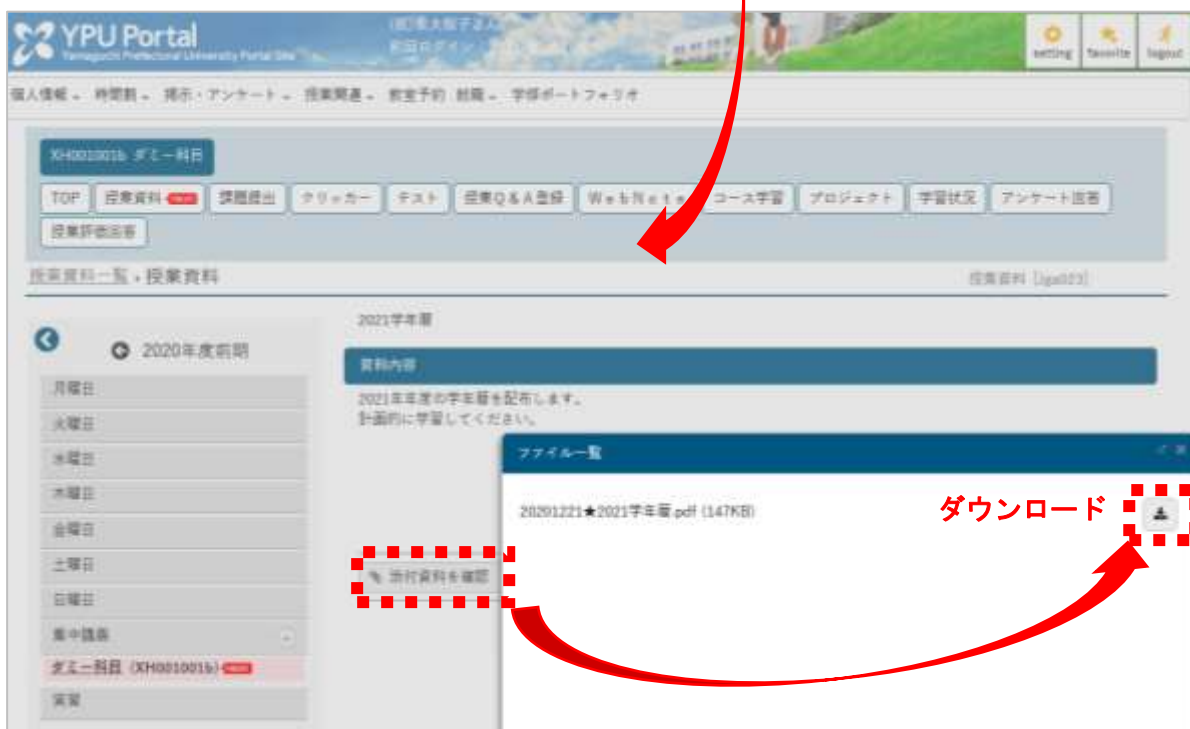 YPU Portal
Yamaguchi Prefectural University Portal Site
setting favorite logout
個人情報 時間割 掲示・アンケート 授業関連 教室予約 就職 学修ポートフォリオ
XH001001b ダミー科目
TOP 授業資料 課題提出 クリッカー テスト 授業Q&A登録 WebNote コース学習 プロジェクト 学習状況 アンケート回答
授業評価回答
授業資料一覧 授業資料
授業資料
2021学年暦
2020年度前期
資料内容
月曜日
2021年年度の学年暦を配布します。
計画的に学習してください。
火曜日
水曜日
ファイル一覧
木曜日
20201221★2021学年暦.pdf (147KB)
ダウンロード
金曜日
土曜日
添付資料を確認
日曜日
集中講義
ダミー科目 (XH001001b)
実習